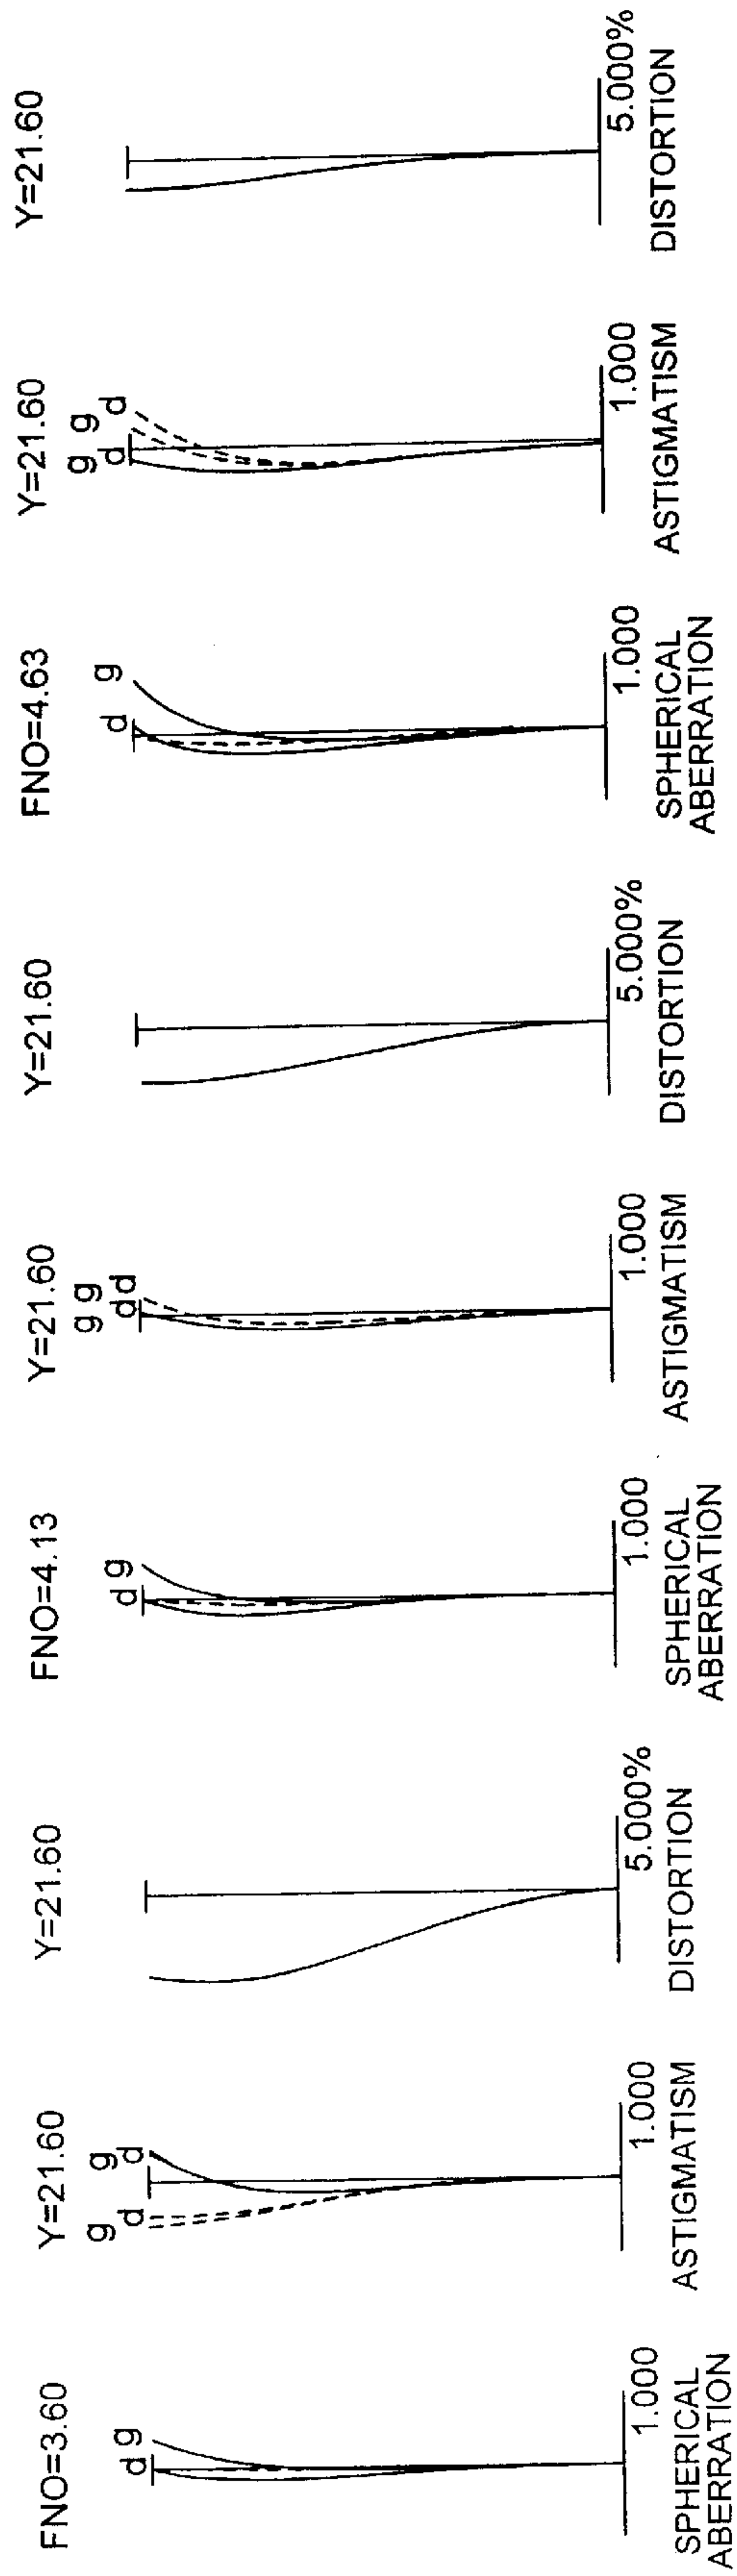 FNO=3.60
d g
1.000
SPHERICAL
ABERRATION
Y=21.60
g g
d d
1.000
ASTIGMATISM
Y=21.60
5.000%
DISTORTION
FNO=4.13
d g
1.000
SPHERICAL
ABERRATION
Y=21.60
g g
d d
1.000
ASTIGMATISM
Y=21.60
5.000%
DISTORTION
FNO=4.63
d g
1.000
SPHERICAL
ABERRATION
Y=21.60
g g
d d
1.000
ASTIGMATISM
Y=21.60
5.000%
DISTORTION